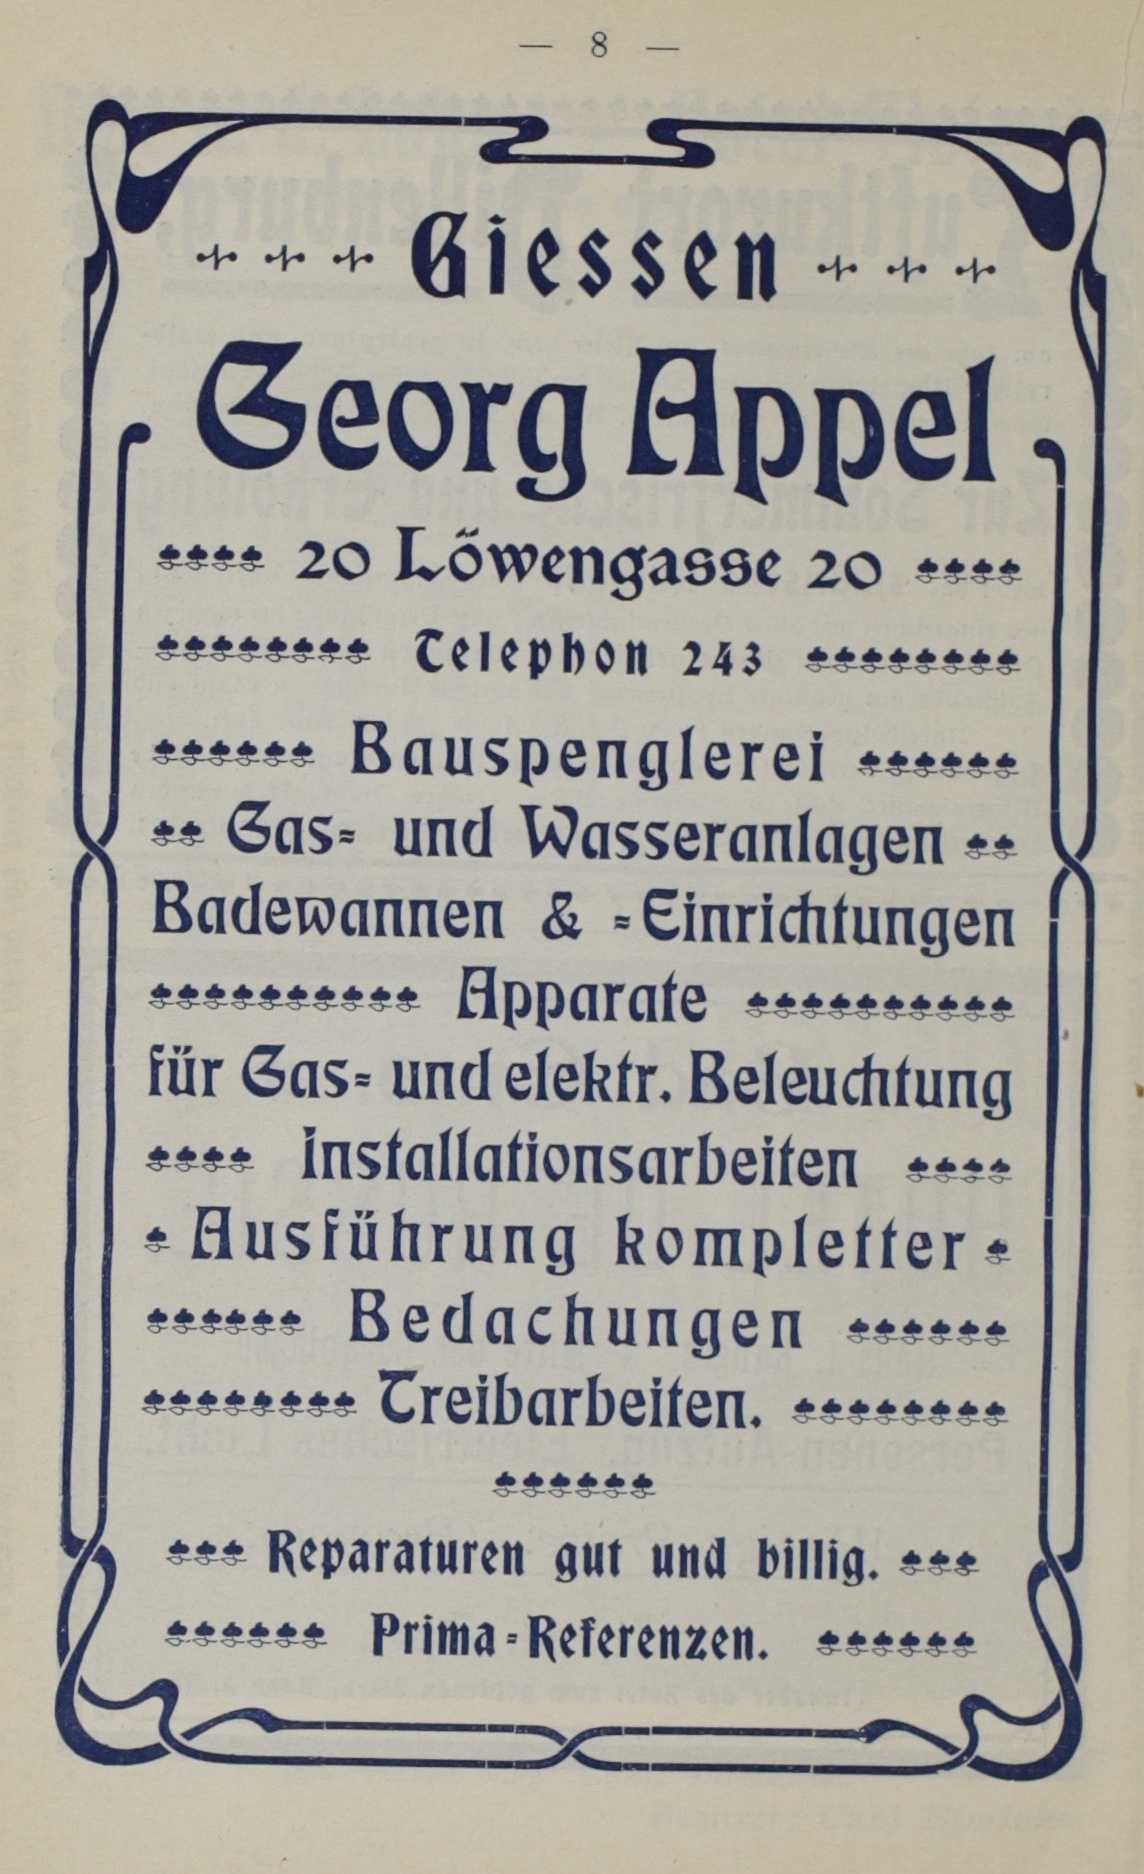 — 8 —
Giessen
Georg Appel
20 Löwengasse 20
Telephon 243
Bauspenglerei
Gas- und Wasseranlagen
Badewannen & -Einrichtungen
Apparate
für Gas- und elektr. Beleuchtung
Installationsarbeiten
Ausführung kompletter
Bedachungen
Treibarbeiten.
Reparaturen gut und billig.
Prima-Referenzen.